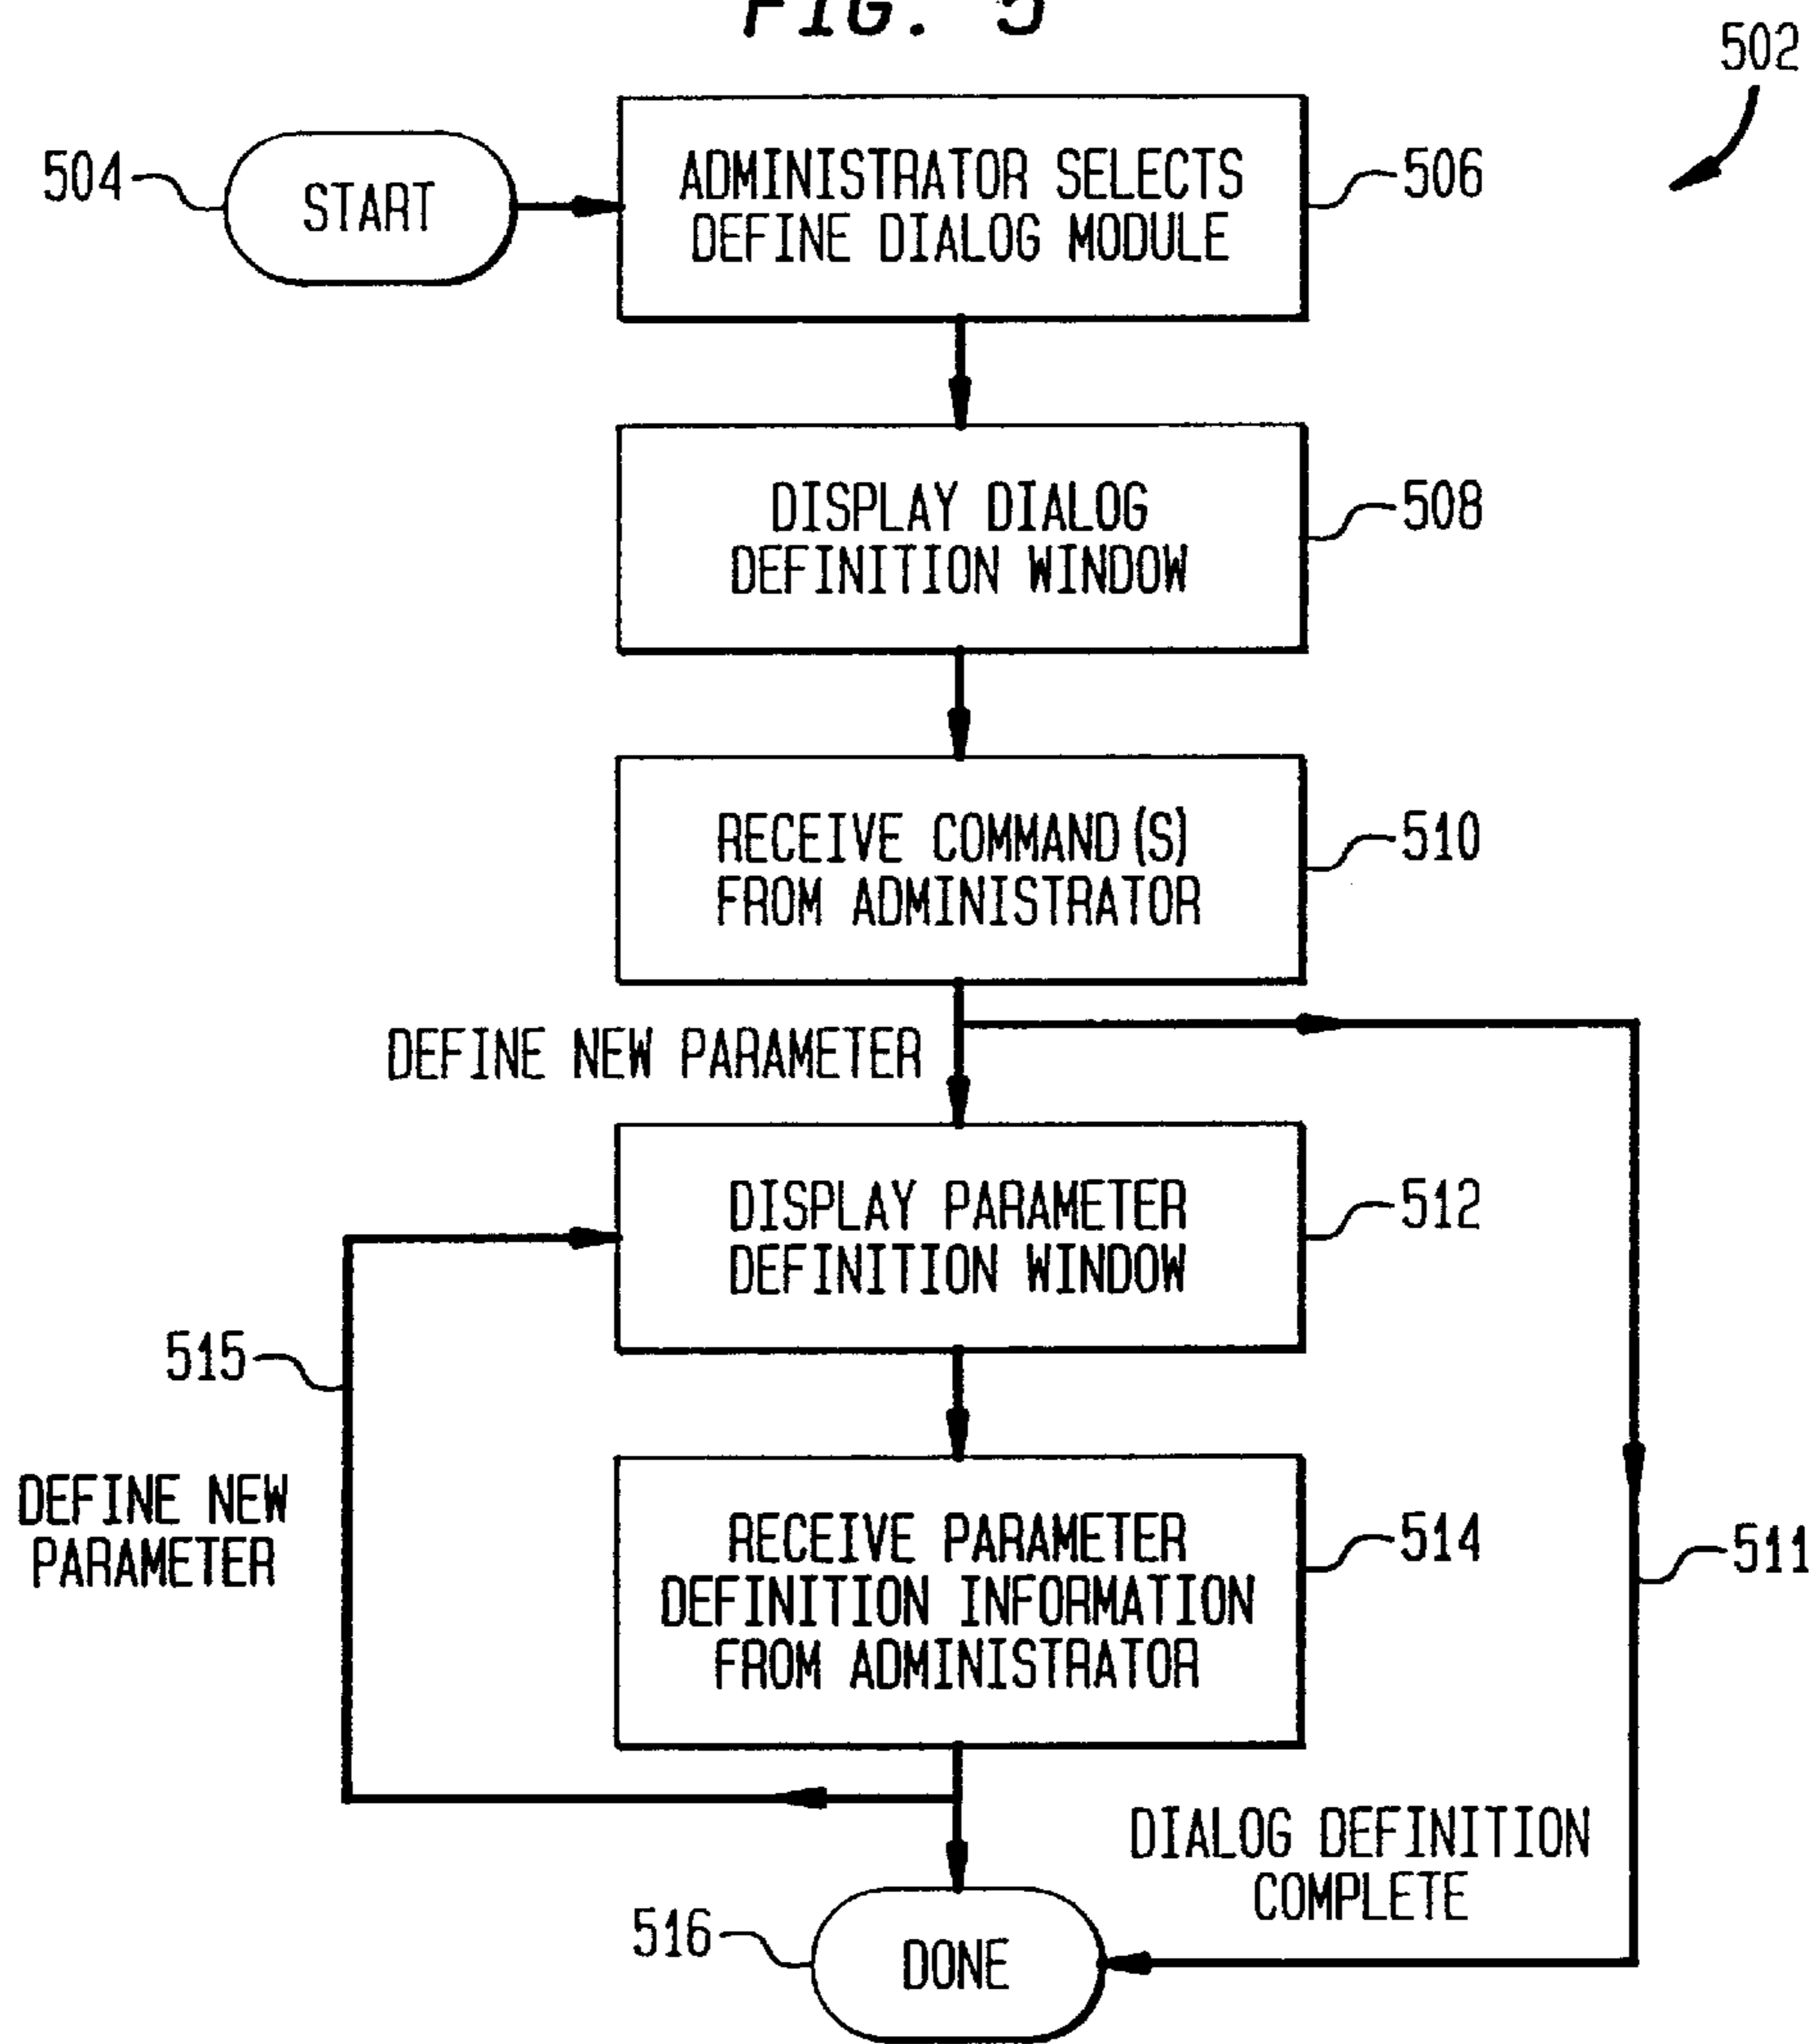 FIG. 5
502
504
START
ADMINISTRATOR SELECTS
DEFINE DIALOG MODULE
506
DISPLAY DIALOG
DEFINITION WINDOW
508
RECEIVE COMMAND(S)
FROM ADMINISTRATOR
510
DEFINE NEW PARAMETER
DISPLAY PARAMETER
DEFINITION WINDOW
512
515
DEFINE NEW
PARAMETER
RECEIVE PARAMETER
DEFINITION INFORMATION
FROM ADMINISTRATOR
514
511
DIALOG DEFINITION
COMPLETE
516
DONE